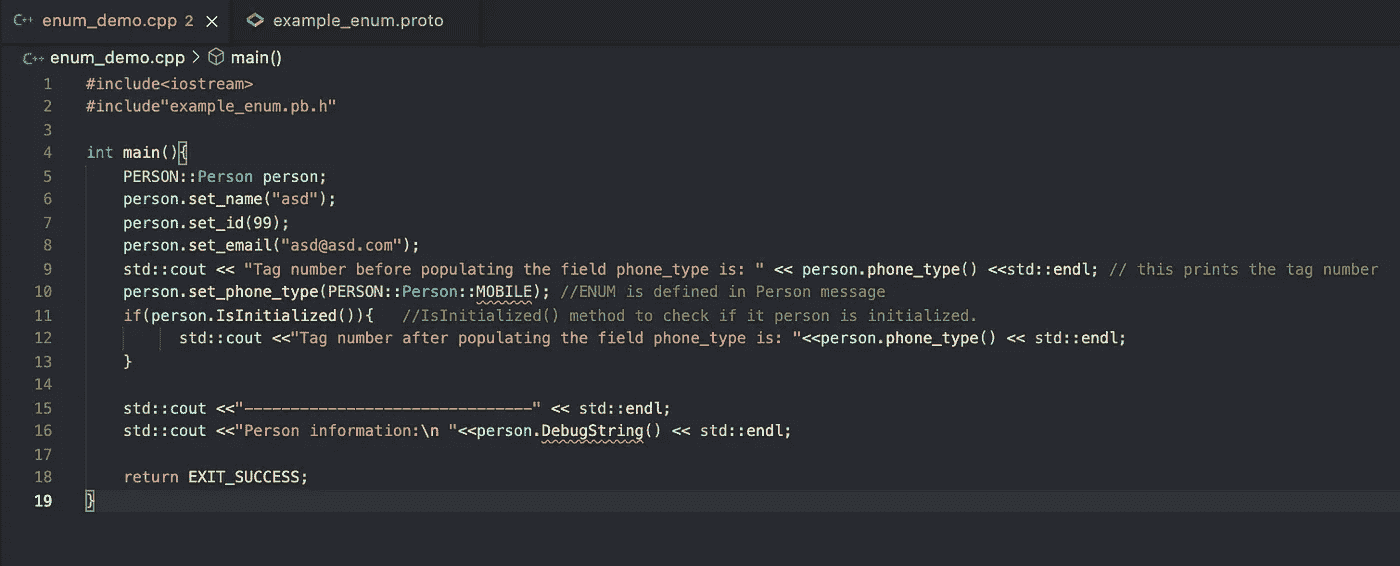 C++ enum_demo.cpp 2 × example_enum.proto
C++ enum_demo.cpp > main()
1 #include<iostream>
2 #include"example_enum.pb.h"
3
4 int main(){
5     PERSON::Person person;
6     person.set_name("asd");
7     person.set_id(99);
8     person.set_email("asd@asd.com");
9     std::cout << "Tag number before populating the field phone_type is: " << person.phone_type() <<std::endl; // this prints the tag number
10     person.set_phone_type(PERSON::Person::MOBILE); //ENUM is defined in Person message
11     if(person.IsInitialized()){   //IsInitialized() method to check if it person is initialized.
12           std::cout <<"Tag number after populating the field phone_type is: "<<person.phone_type() << std::endl;
13     }
14
15     std::cout <<"-------------------------------" << std::endl;
16     std::cout <<"Person information:\n "<<person.DebugString() << std::endl;
17
18     return EXIT_SUCCESS;
19 }